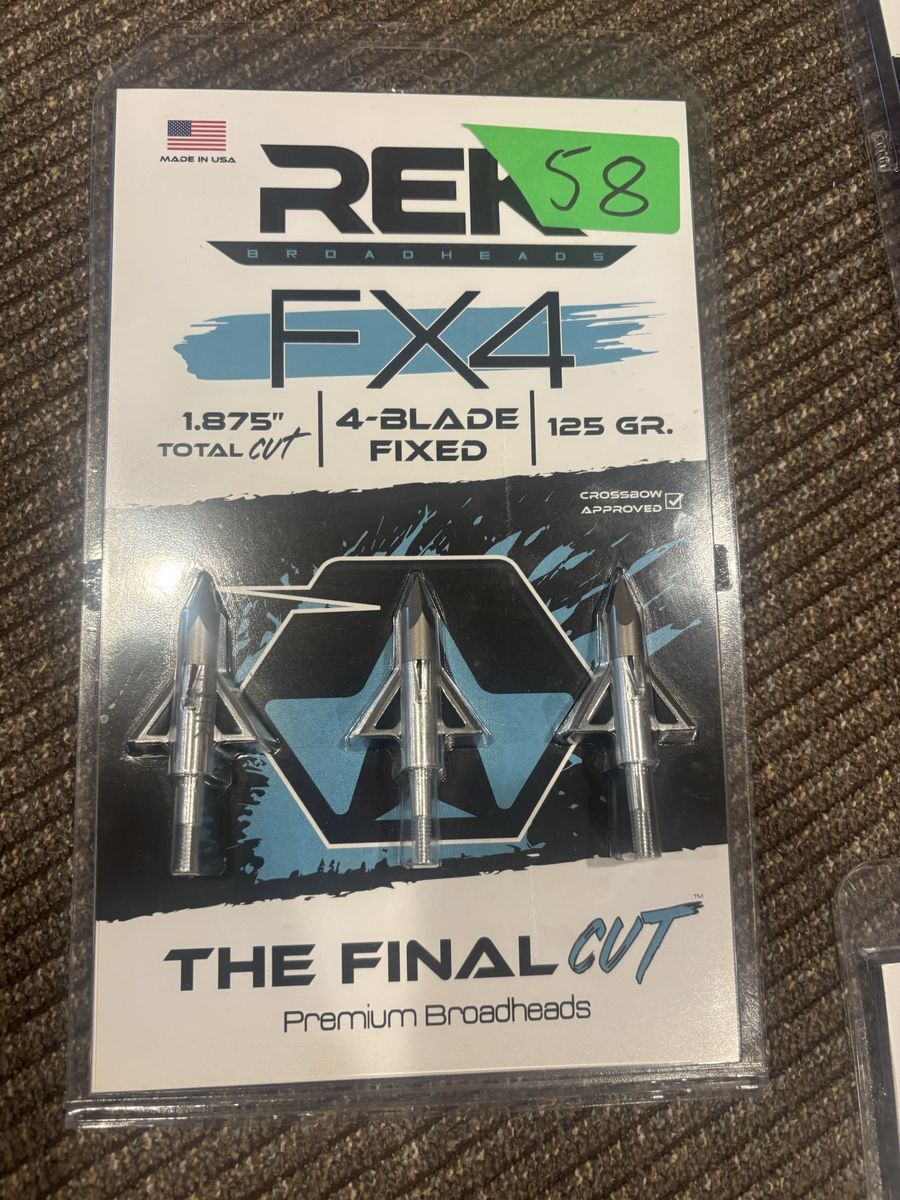 MADE IN USA
REK
58
BROADHEADS
FX4
1.875"
TOTAL CUT
4-BLADE
FIXED
125 GR.
CROSSBOW
APPROVED
THE FINAL CUT™
Premium Broadheads